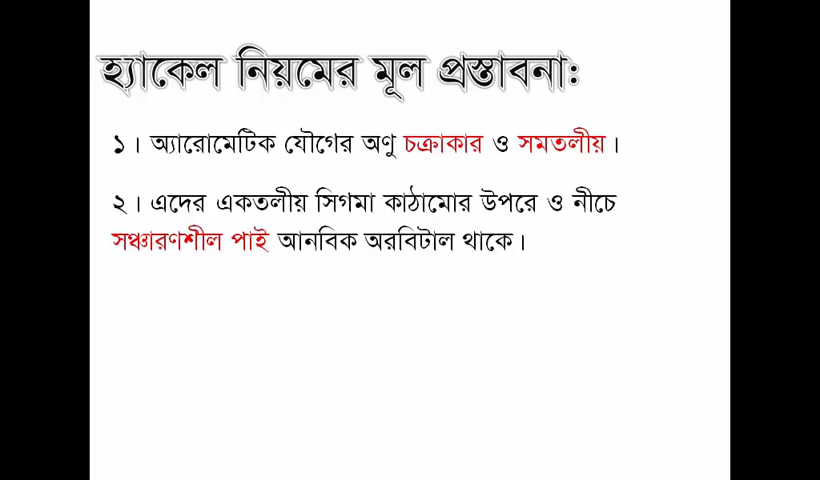 হ্যাকেল নিয়মের মূল প্রস্তাবনাঃ
১। অ্যারোমেটিক যৌগের অণু চক্রাকার ও সমতলীয়।
২। এদের একতলীয় সিগমা কাঠামোর উপরে ও নীচে
সঞ্চারণশীল পাই আনবিক অরবিটাল থাকে।